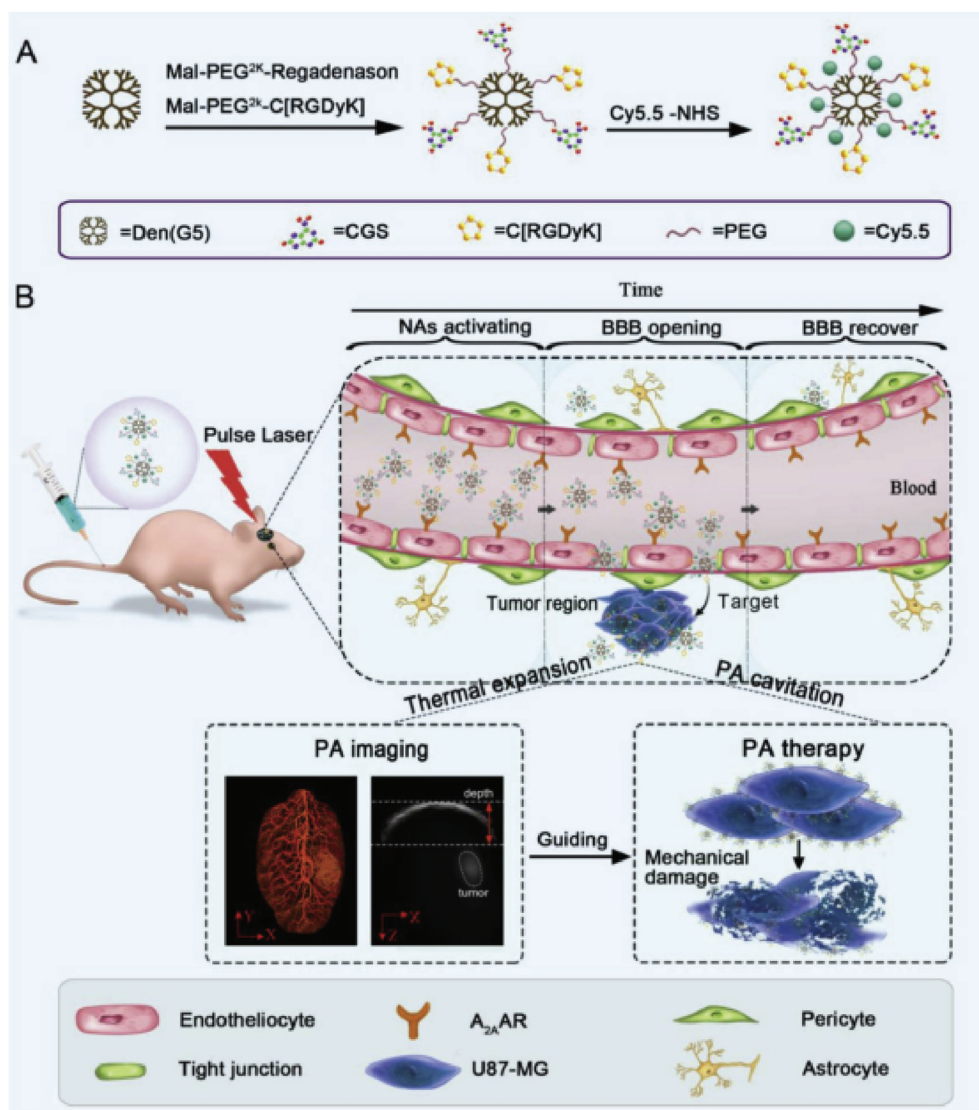 A
Mal-PEG²ᴷ-Regadenason
Mal-PEG²ᵏ-C[RGDyK]
Cy5.5 -NHS
=Den(G5)
=CGS
=C[RGDyK]
=PEG
=Cy5.5
B
Time
NAs activating
BBB opening
BBB recover
Pulse Laser
Blood
Tumor region
Target
Thermal expansion
PA cavitation
PA imaging
depth
tumor
Y
X
X
Z
Guiding
PA therapy
Mechanical
damage
Endotheliocyte
A₂ₐAR
Pericyte
Tight junction
U87-MG
Astrocyte